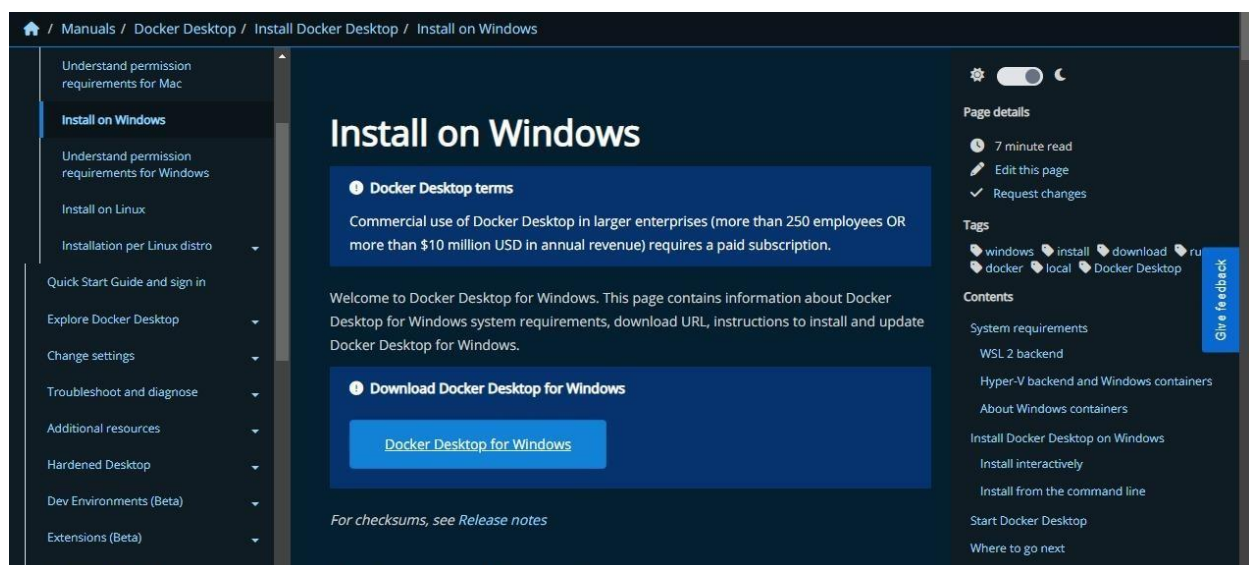 / Manuals / Docker Desktop / Install Docker Desktop / Install on Windows
Understand permission
requirements for Mac
Install on Windows
Understand permission
requirements for Windows
Install on Linux
Installation per Linux distro
Quick Start Guide and sign in
Explore Docker Desktop
Change settings
Troubleshoot and diagnose
Additional resources
Hardened Desktop
Dev Environments (Beta)
Extensions (Beta)
Install on Windows
Docker Desktop terms
Commercial use of Docker Desktop in larger enterprises (more than 250 employees OR
more than $10 million USD in annual revenue) requires a paid subscription.
Welcome to Docker Desktop for Windows. This page contains information about Docker
Desktop for Windows system requirements, download URL, instructions to install and update
Docker Desktop for Windows.
Download Docker Desktop for Windows
Docker Desktop for Windows
For checksums, see Release notes
Page details
7 minute read
Edit this page
Request changes
Tags
windows install download ru
docker local Docker Desktop
Contents
System requirements
WSL 2 backend
Hyper-V backend and Windows containers
About Windows containers
Install Docker Desktop on Windows
Install interactively
Install from the command line
Start Docker Desktop
Where to go next
Give feedback